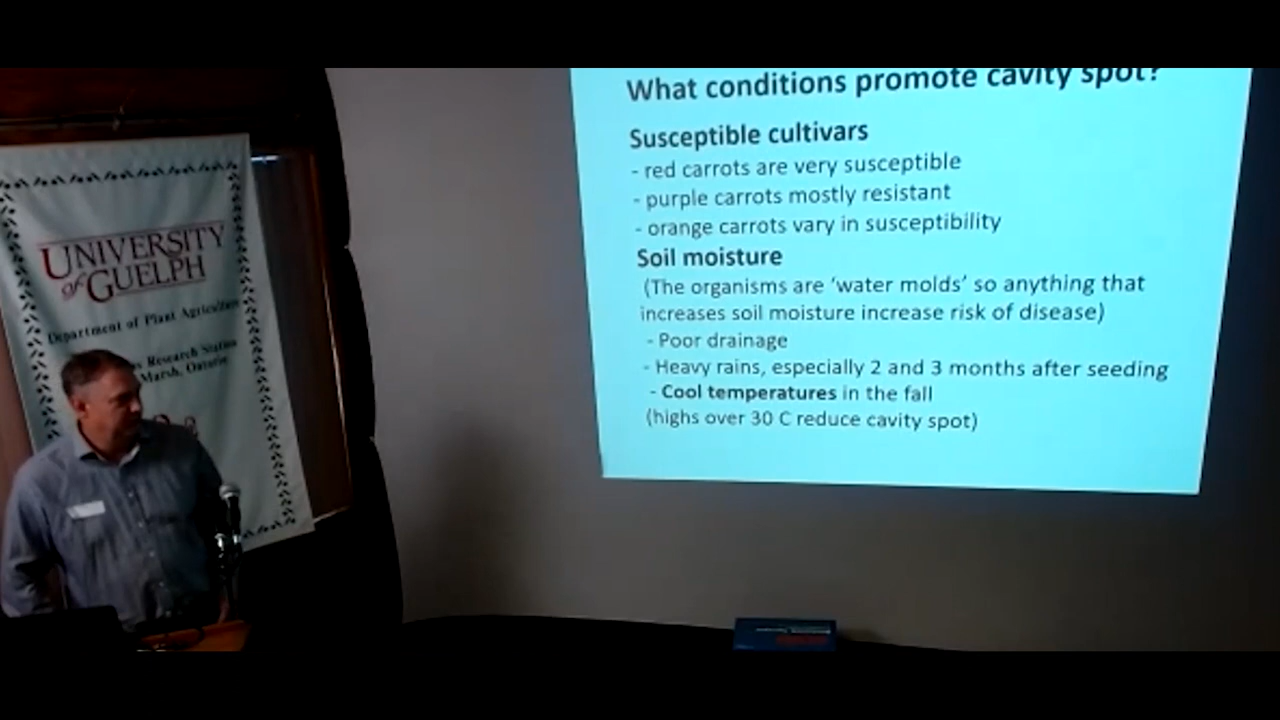 What conditions promote cavity spot?
Susceptible cultivars
- red carrots are very susceptible
- purple carrots mostly resistant
- orange carrots vary in susceptibility
Soil moisture
(The organisms are ‘water molds’ so anything that
increases soil moisture increase risk of disease)
- Poor drainage
- Heavy rains, especially 2 and 3 months after seeding
- Cool temperatures in the fall
(highs over 30 C reduce cavity spot)
UNIVERSITY
of GUELPH
Department of Plant Agriculture
Research Station
Marsh, Ontario